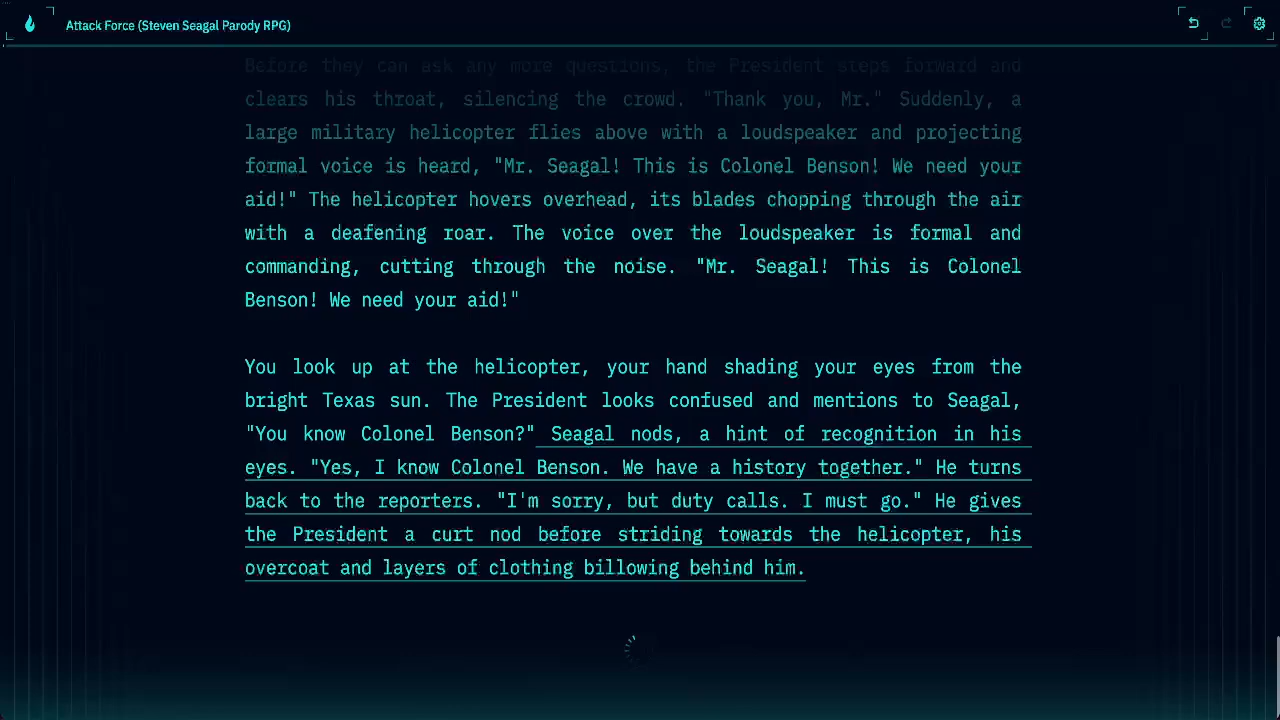 Attack Force (Steven Seagal Parody RPG)
Before they can ask any more questions, the President steps forward and
clears his throat, silencing the crowd. "Thank you, Mr." Suddenly, a
large military helicopter flies above with a loudspeaker and projecting
formal voice is heard, "Mr. Seagal! This is Colonel Benson! We need your
aid!" The helicopter hovers overhead, its blades chopping through the air
with a deafening roar. The voice over the loudspeaker is formal and
commanding, cutting through the noise. "Mr. Seagal! This is Colonel
Benson! We need your aid!"
You look up at the helicopter, your hand shading your eyes from the
bright Texas sun. The President looks confused and mentions to Seagal,
"You know Colonel Benson?" Seagal nods, a hint of recognition in his
eyes. "Yes, I know Colonel Benson. We have a history together." He turns
back to the reporters. "I'm sorry, but duty calls. I must go." He gives
the President a curt nod before striding towards the helicopter, his
overcoat and layers of clothing billowing behind him.